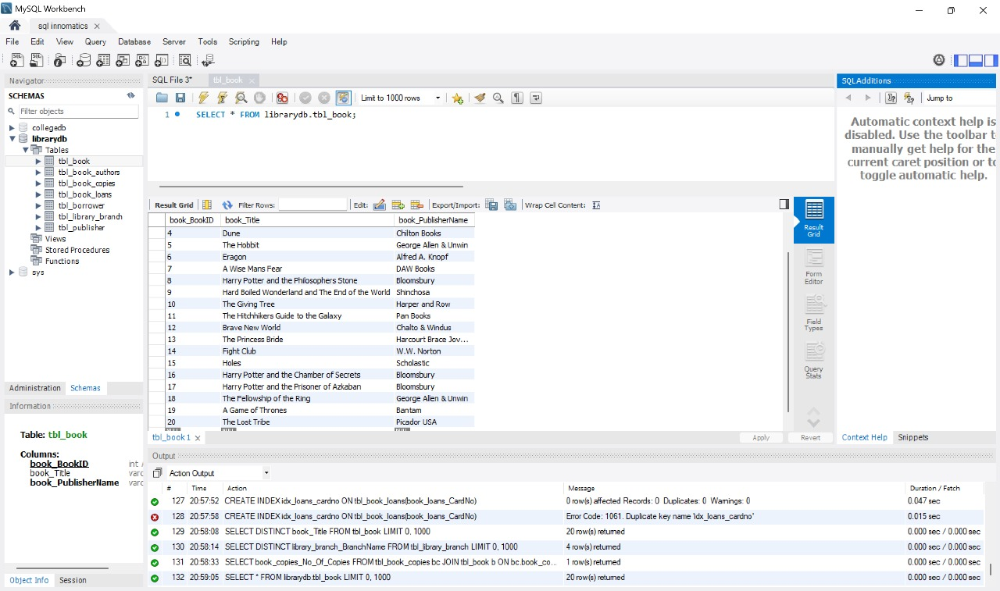 MySQL Workbench
sql innomatics
File Edit View Query Database Server Tools Scripting Help
Navigator
SCHEMAS
Filter objects
collegedb
librarydb
Tables
tbl_book
tbl_book_authors
tbl_book_copies
tbl_book_loans
tbl_borrower
tbl_library_branch
tbl_publisher
Views
Stored Procedures
Functions
sys
Administration Schemas
Information
Table: tbl_book
Columns:
book_BookID int
book_Title varc
book_PublisherName varc
Object Info Session
SQL File 3* tbl_book
Limit to 1000 rows
1 SELECT * FROM librarydb.tbl_book;
Result Grid Filter Rows: Edit: Export/Import: Wrap Cell Content:
book_BookID book_Title book_PublisherName
4 Dune Chilton Books
5 The Hobbit George Allen & Unwin
6 Eragon Alfred A. Knopf
7 A Wise Mans Fear DAW Books
8 Harry Potter and the Philosophers Stone Bloomsbury
9 Hard Boiled Wonderland and The End of the World Shinchosa
10 The Giving Tree Harper and Row
11 The Hitchhikers Guide to the Galaxy Pan Books
12 Brave New World Chalto & Windus
13 The Princess Bride Harcourt Brace Jov...
14 Fight Club W.W. Norton
15 Holes Scholastic
16 Harry Potter and the Chamber of Secrets Bloomsbury
17 Harry Potter and the Prisoner of Azkaban Bloomsbury
18 The Fellowship of the Ring George Allen & Unwin
19 A Game of Thrones Bantam
20 The Lost Tribe Picador USA
Result Grid
Form Editor
Field Types
Query Stats
tbl_book 1 Apply Revert
SQLAdditions
Jump to
Automatic context help is
disabled. Use the toolbar t
manually get help for the
current caret position or to
toggle automatic help.
Context Help Snippets
Output
Action Output
# Time Action Message Duration / Fetch
127 20:57:52 CREATE INDEX idx_loans_cardno ON tbl_book_loans(book_loans_CardNo) 0 row(s) affected Records: 0 Duplicates: 0 Warnings: 0 0.047 sec
128 20:57:58 CREATE INDEX idx_loans_cardno ON tbl_book_loans(book_loans_CardNo) Error Code: 1061. Duplicate key name 'idx_loans_cardno' 0.015 sec
129 20:58:08 SELECT DISTINCT book_Title FROM tbl_book LIMIT 0, 1000 20 row(s) returned 0.000 sec / 0.000 sec
130 20:58:14 SELECT DISTINCT library_branch_BranchName FROM tbl_library_branch LIMIT 0, 1000 4 row(s) returned 0.000 sec / 0.000 sec
131 20:58:33 SELECT book_copies_No_Of_Copies FROM tbl_book_copies bc JOIN tbl_book b ON bc.book_co... 1 row(s) returned 0.000 sec / 0.000 sec
132 20:59:05 SELECT * FROM librarydb.tbl_book LIMIT 0, 1000 20 row(s) returned 0.000 sec / 0.000 sec